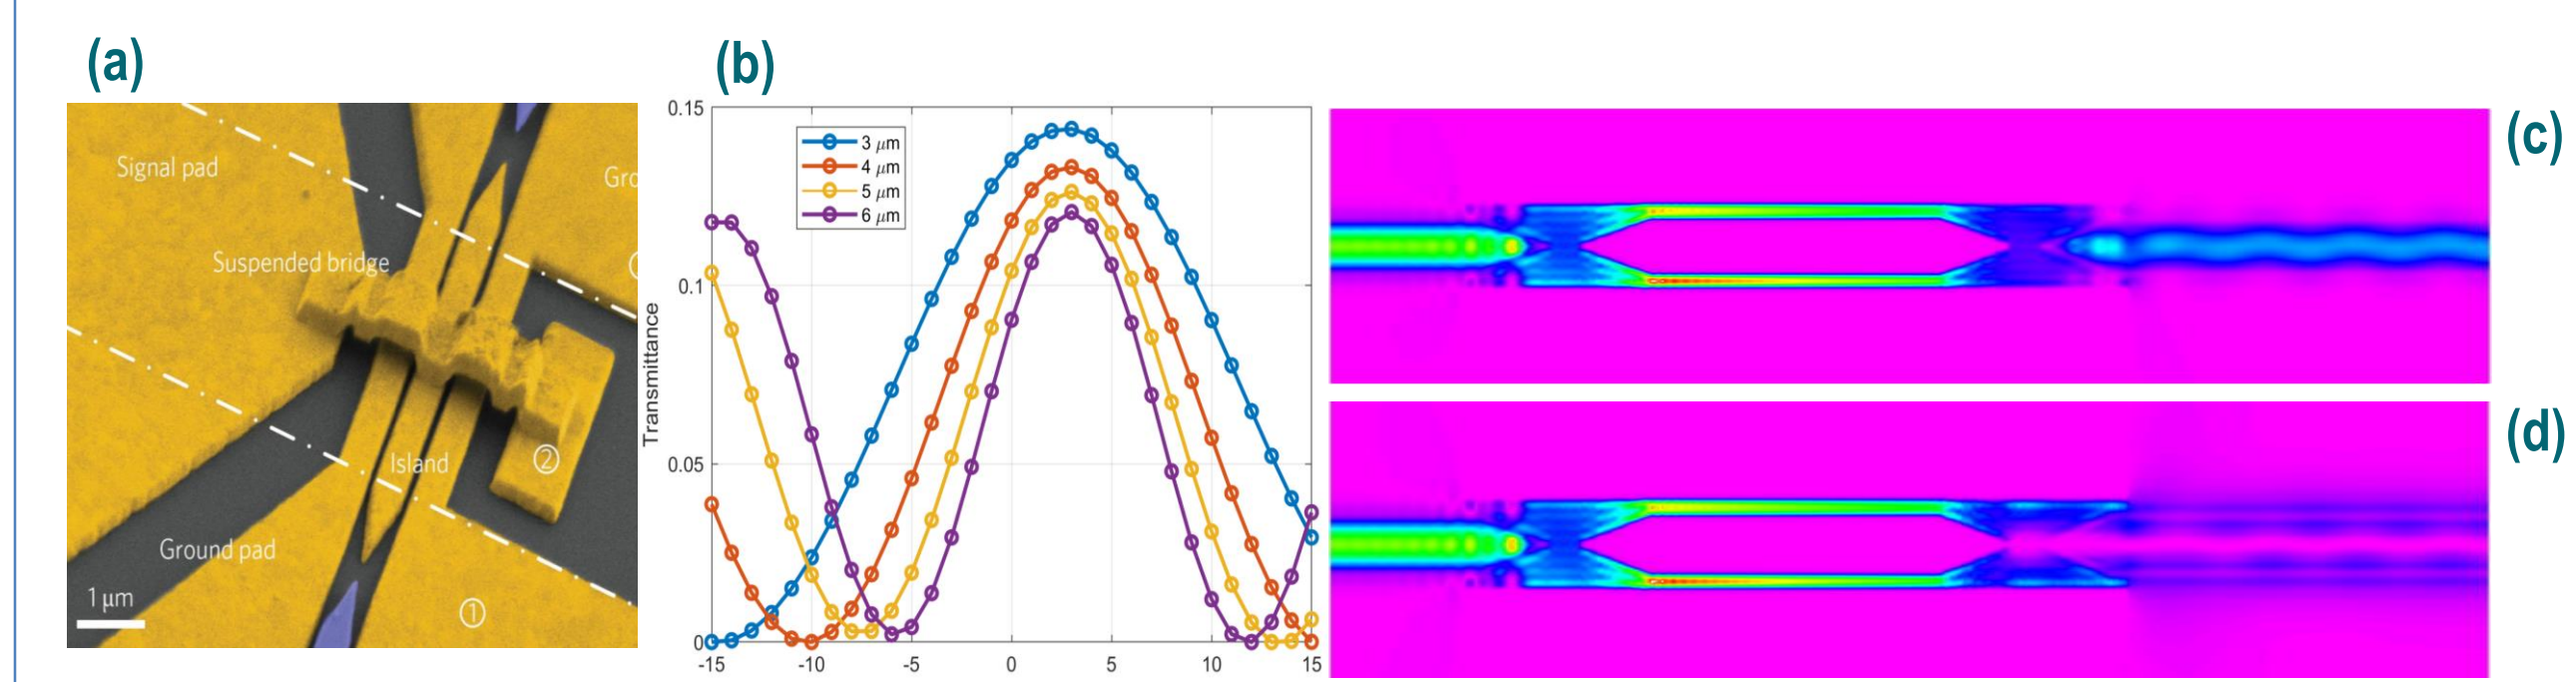 (a)
Signal pad
Gro
Suspended bridge
Island
Ground pad
1 μm
①
②
(b)
0.15
0.1
0.05
0
Transmittance
3 μm
4 μm
5 μm
6 μm
-15 -10 -5 0 5 10 15
(c)
(d)